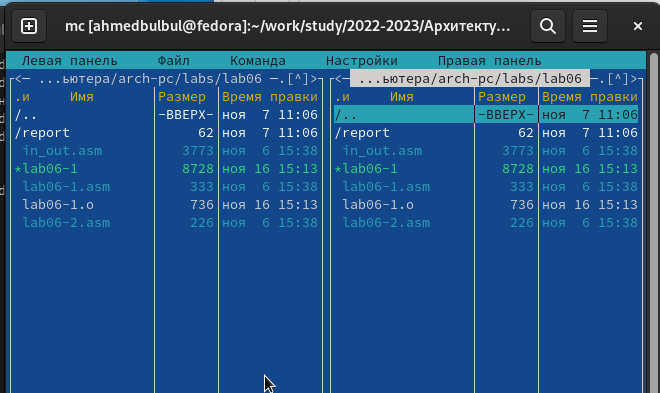 mc [ahmedbulbul@fedora]:~/work/study/2022-2023/Архитекту...
Левая панель Файл Команда Настройки Правая панель
<— ...ьютера/arch-pc/labs/lab06 —.[^]> <— ...ьютера/arch-pc/labs/lab06 —.[^]>
.и Имя Размер Время правки .и Имя Размер Время правки
/.. -ВВЕРХ- ноя 7 11:06 /.. -ВВЕРХ- ноя 7 11:06
/report 62 ноя 7 11:06 /report 62 ноя 7 11:06
in_out.asm 3773 ноя 6 15:38 in_out.asm 3773 ноя 6 15:38
*lab06-1 8728 ноя 16 15:13 *lab06-1 8728 ноя 16 15:13
lab06-1.asm 333 ноя 6 15:38 lab06-1.asm 333 ноя 6 15:38
lab06-1.o 736 ноя 16 15:13 lab06-1.o 736 ноя 16 15:13
lab06-2.asm 226 ноя 6 15:38 lab06-2.asm 226 ноя 6 15:38